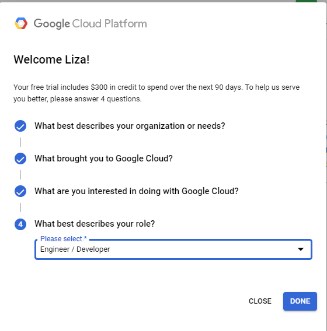 Google Cloud Platform
Welcome Liza!
Your free trial includes $300 in credit to spend over the next 90 days. To help us serve
you better, please answer 4 questions.
What best describes your organization or needs?
What brought you to Google Cloud?
What are you interested in doing with Google Cloud?
4 What best describes your role?
Please select *
Engineer / Developer
CLOSE DONE